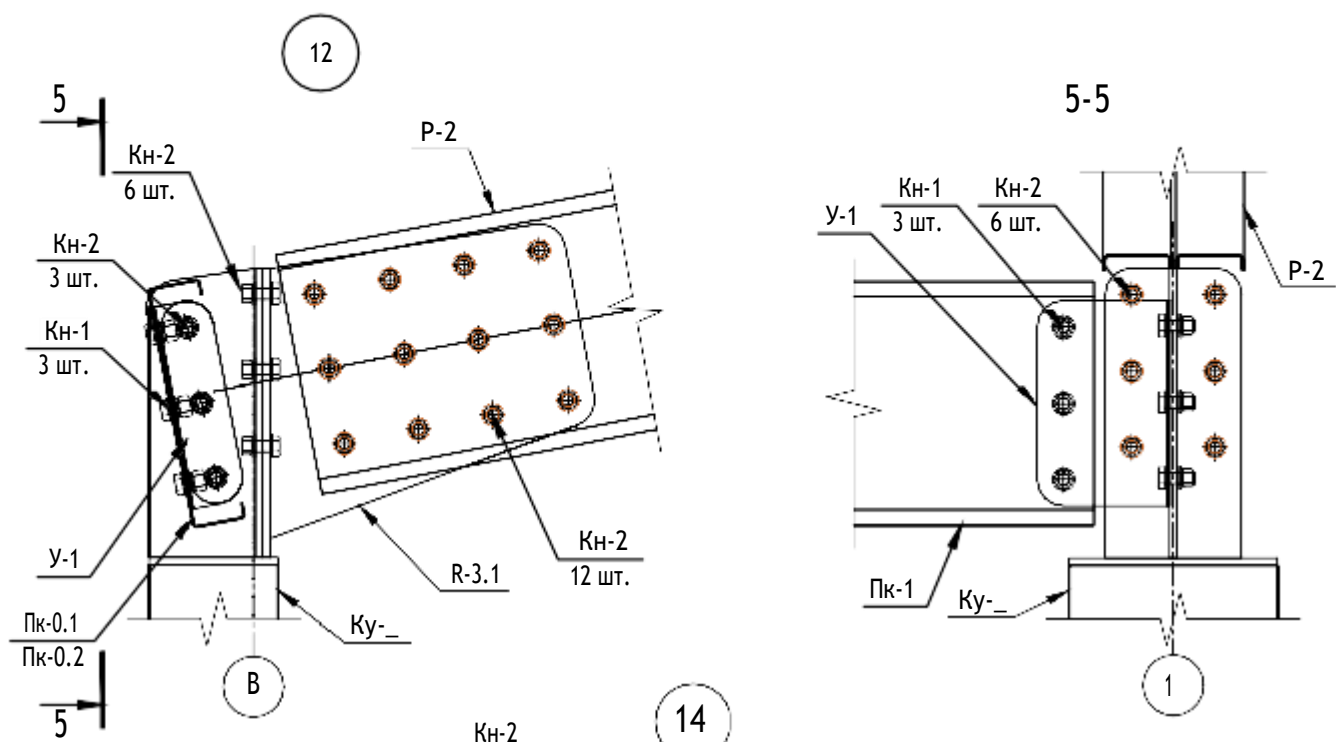 12
5
Кн-2
6 шт.
Р-2
Кн-2
3 шт.
Кн-1
3 шт.
У-1
Пк-0.1
Пк-0.2
Ку-_
R-3.1
Кн-2
12 шт.
В
5
Кн-2
14
5-5
У-1
Кн-1
3 шт.
Кн-2
6 шт.
Р-2
Пк-1
Ку-_
1